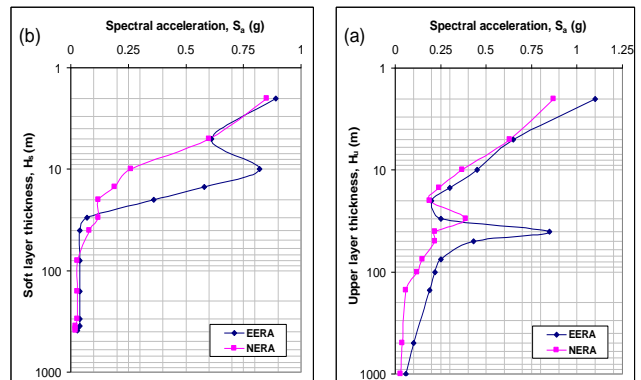 Spectral acceleration, Sa (g)
(b)
0 0.25 0.5 0.75 1
1
10
100
1000
Soft layer thickness, Hs (m)
EERA
NERA
Spectral acceleration, Sa (g)
(a)
0 0.25 0.5 0.75 1 1.25
1
10
100
1000
Upper layer thickness, Hu (m)
EERA
NERA